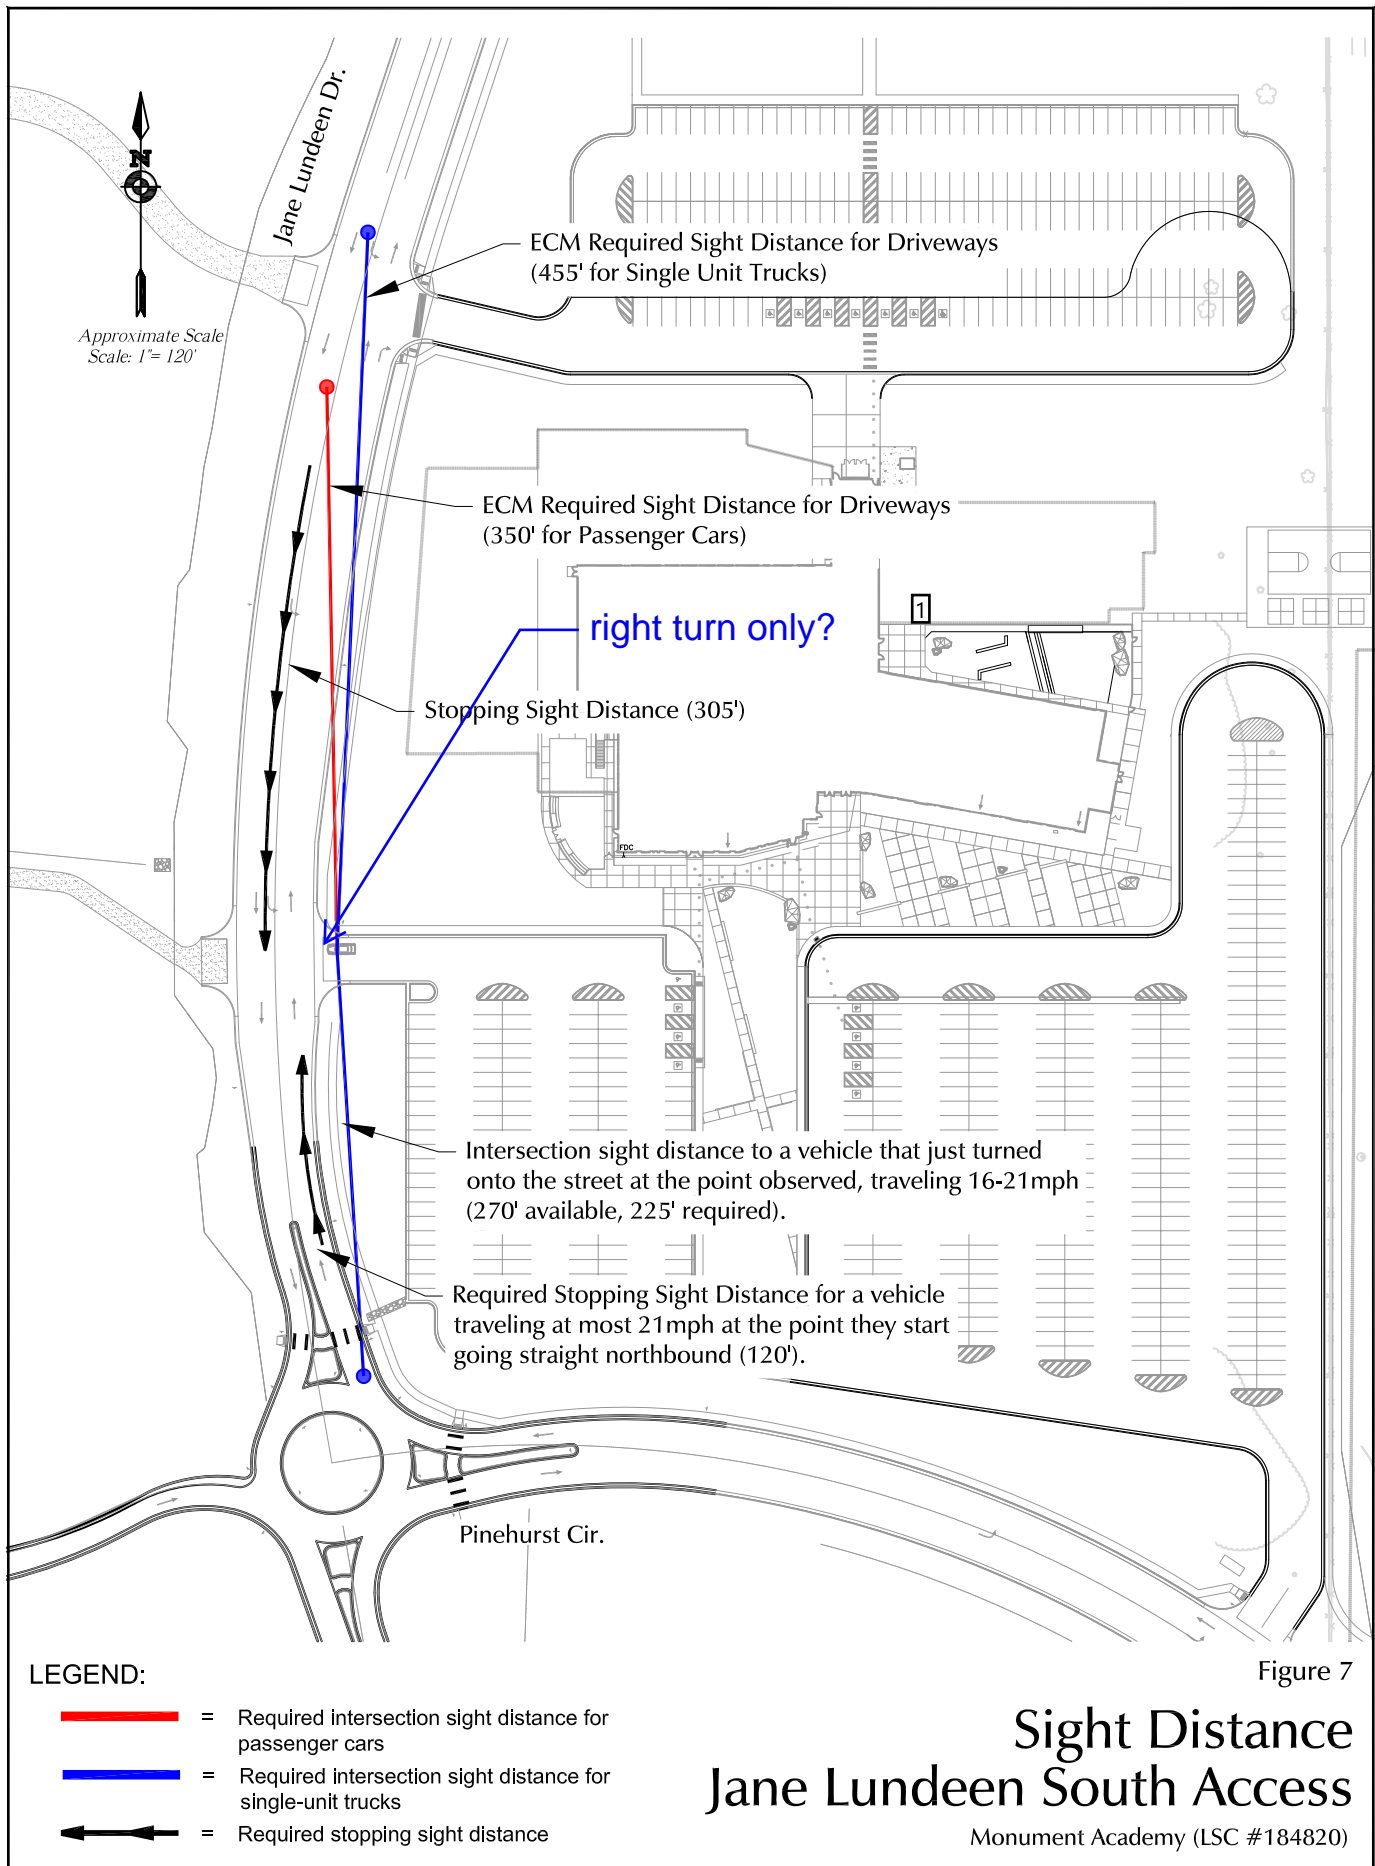 Jane Lundeen Dr.
N
Approximate Scale
Scale: 1"= 120'
ECM Required Sight Distance for Driveways
(455' for Single Unit Trucks)
ECM Required Sight Distance for Driveways
(350' for Passenger Cars)
1
right turn only?
Stopping Sight Distance (305')
FDC
Intersection sight distance to a vehicle that just turned
onto the street at the point observed, traveling 16-21mph
(270' available, 225' required).
Required Stopping Sight Distance for a vehicle
traveling at most 21mph at the point they start
going straight northbound (120').
Pinehurst Cir.
LEGEND:
= Required intersection sight distance for
passenger cars
= Required intersection sight distance for
single-unit trucks
= Required stopping sight distance
Figure 7
Sight Distance
Jane Lundeen South Access
Monument Academy (LSC #184820)